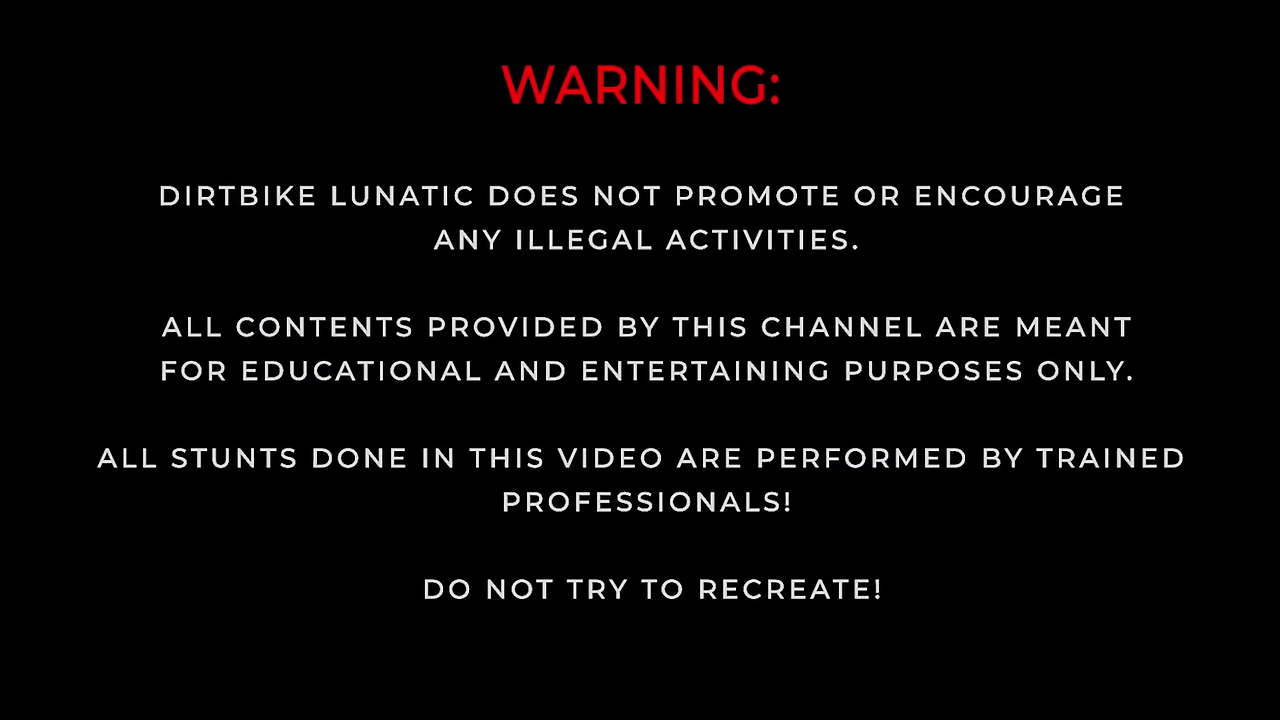 WARNING:
DIRTBIKE LUNATIC DOES NOT PROMOTE OR ENCOURAGE
ANY ILLEGAL ACTIVITIES.
ALL CONTENTS PROVIDED BY THIS CHANNEL ARE MEANT
FOR EDUCATIONAL AND ENTERTAINING PURPOSES ONLY.
ALL STUNTS DONE IN THIS VIDEO ARE PERFORMED BY TRAINED
PROFESSIONALS!
DO NOT TRY TO RECREATE!